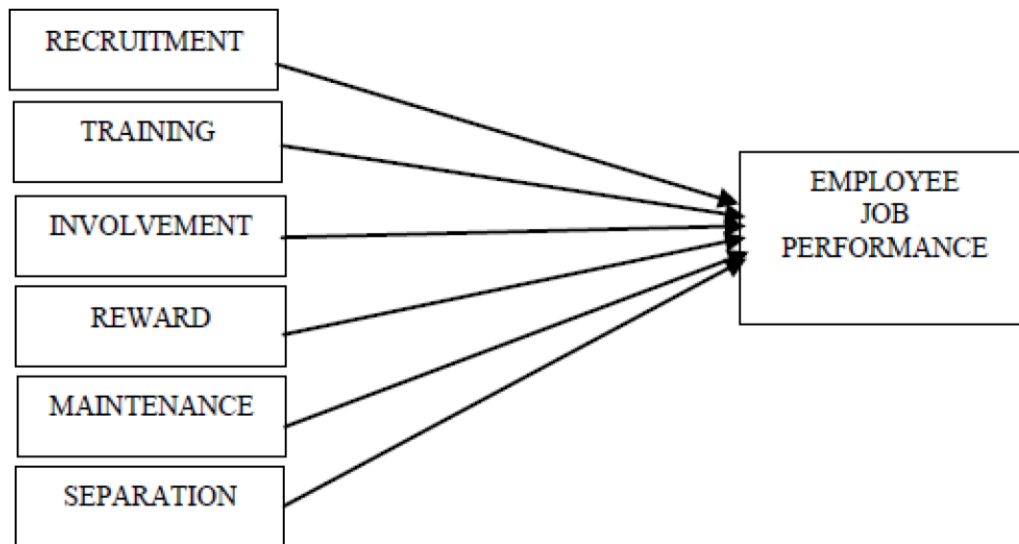 RECRUITMENT
TRAINING
INVOLVEMENT
REWARD
MAINTENANCE
SEPARATION
EMPLOYEE
JOB
PERFORMANCE